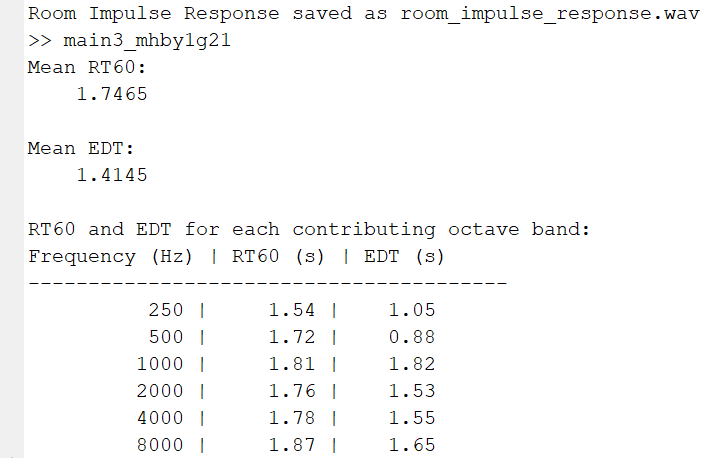 Room Impulse Response saved as room_impulse_response.wav
>> main3_mhby1g21
Mean RT60:
    1.7465
Mean EDT:
    1.4145
RT60 and EDT for each contributing octave band:
Frequency (Hz) | RT60 (s) | EDT (s)
----------------------------------------
          250 |     1.54 |    1.05
          500 |     1.72 |    0.88
         1000 |     1.81 |    1.82
         2000 |     1.76 |    1.53
         4000 |     1.78 |    1.55
         8000 |     1.87 |    1.65